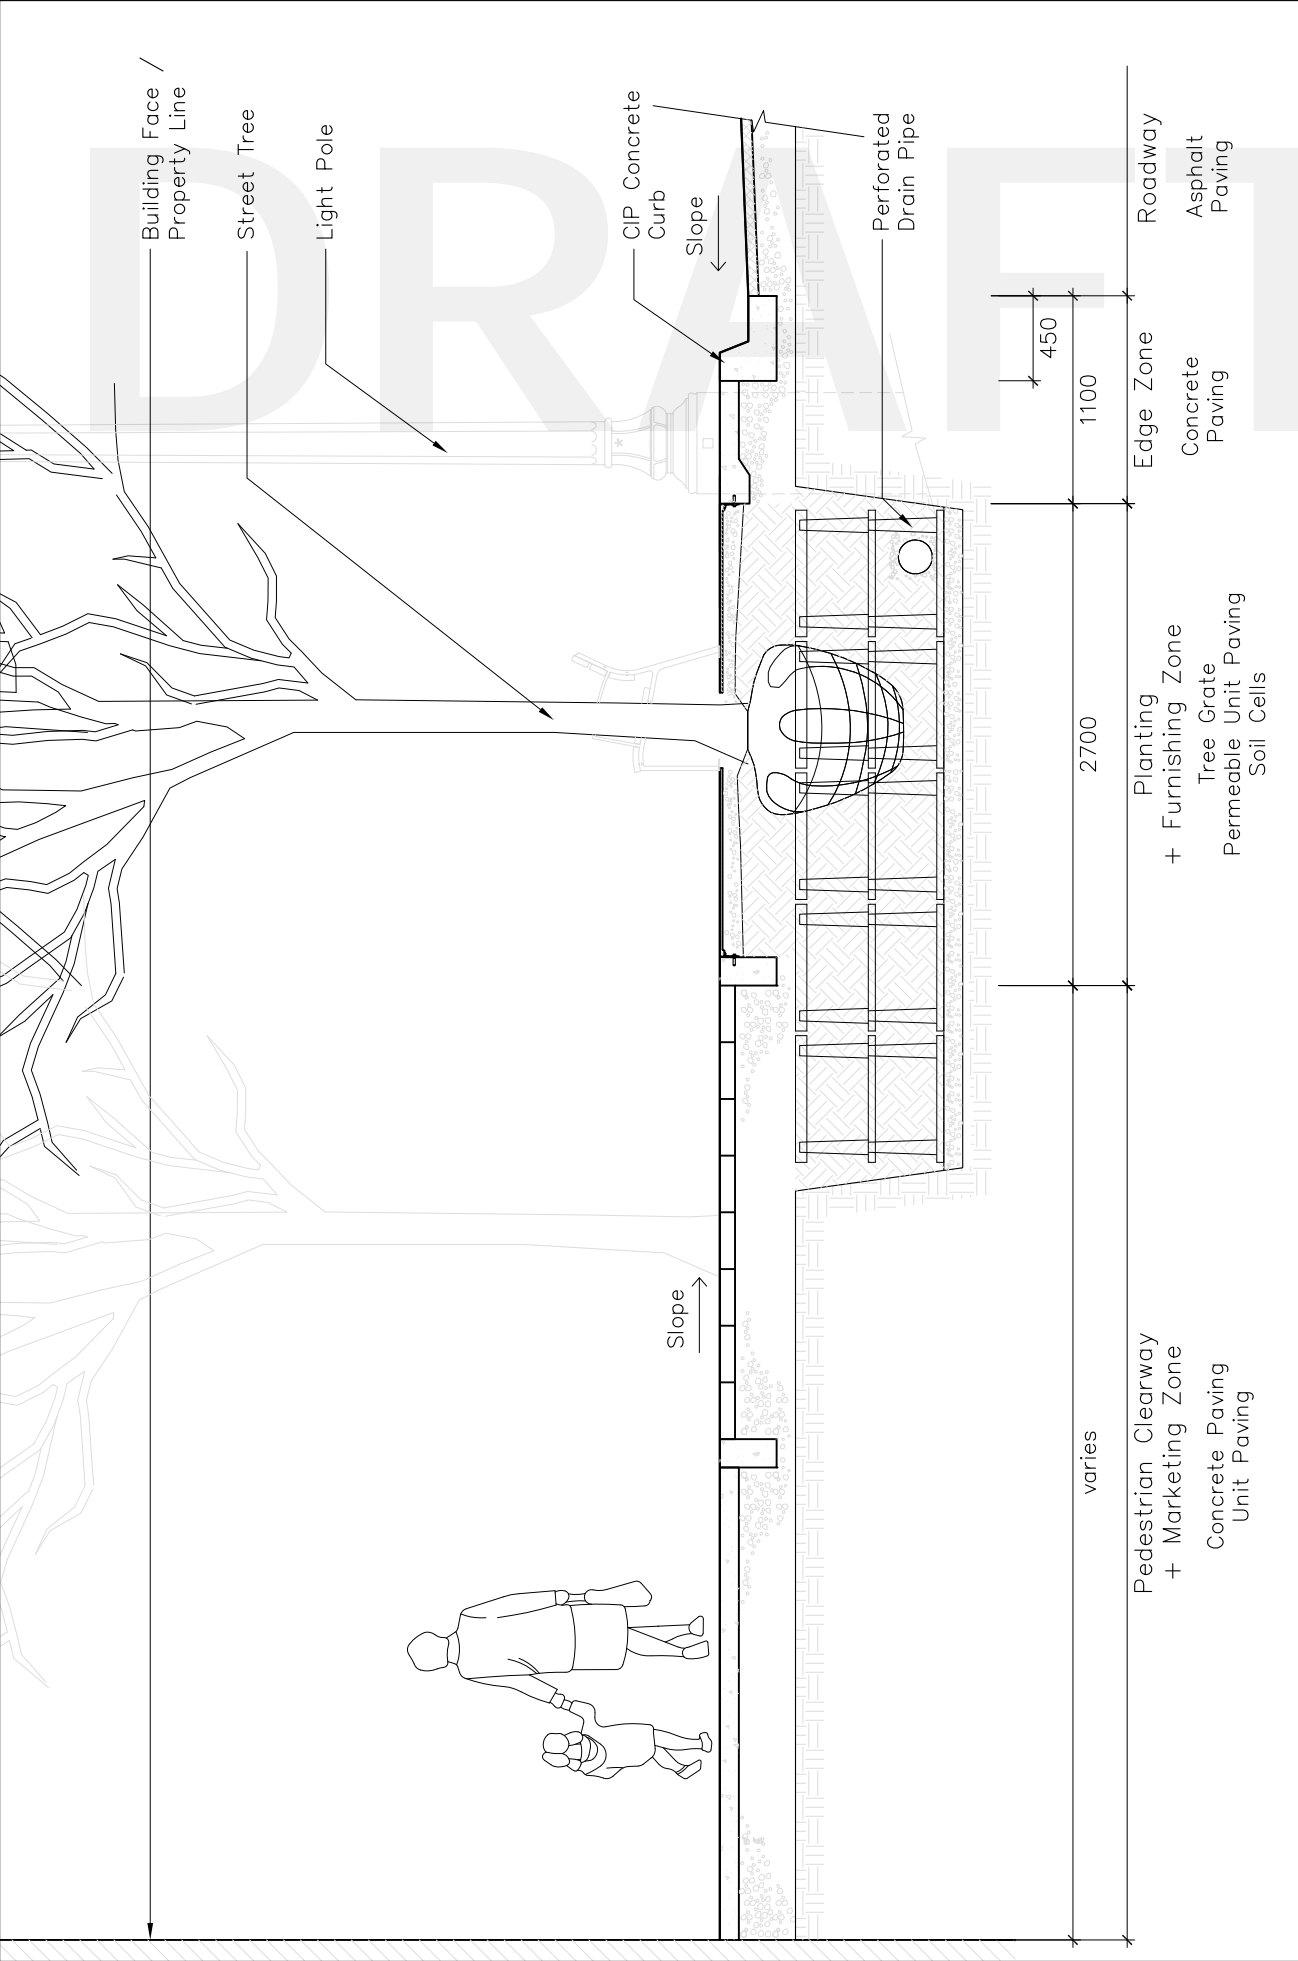 Building Face /
Property Line
Street Tree
Light Pole
CIP Concrete
Curb
Slope
Perforated
Drain Pipe
Slope
450
1100
2700
varies
Roadway
Asphalt
Paving
Edge Zone
Concrete
Paving
Planting
+ Furnishing Zone
Tree Grate
Permeable Unit Paving
Soil Cells
Pedestrian Clearway
+ Marketing Zone
Concrete Paving
Unit Paving
DRAFT